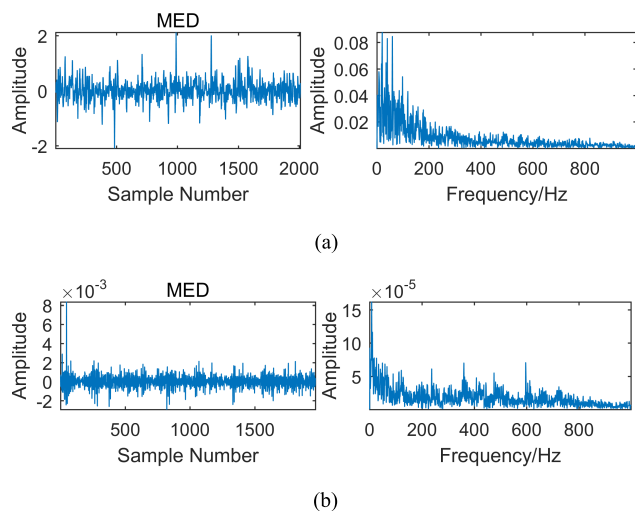 MED
Amplitude
2
0
-2
500
1000
1500
2000
Sample Number
Amplitude
0.08
0.06
0.04
0.02
0
200
400
600
800
Frequency/Hz
(a)
×10⁻³
MED
Amplitude
8
6
4
2
0
-2
500
1000
1500
Sample Number
×10⁻⁵
Amplitude
15
10
5
0
200
400
600
800
Frequency/Hz
(b)